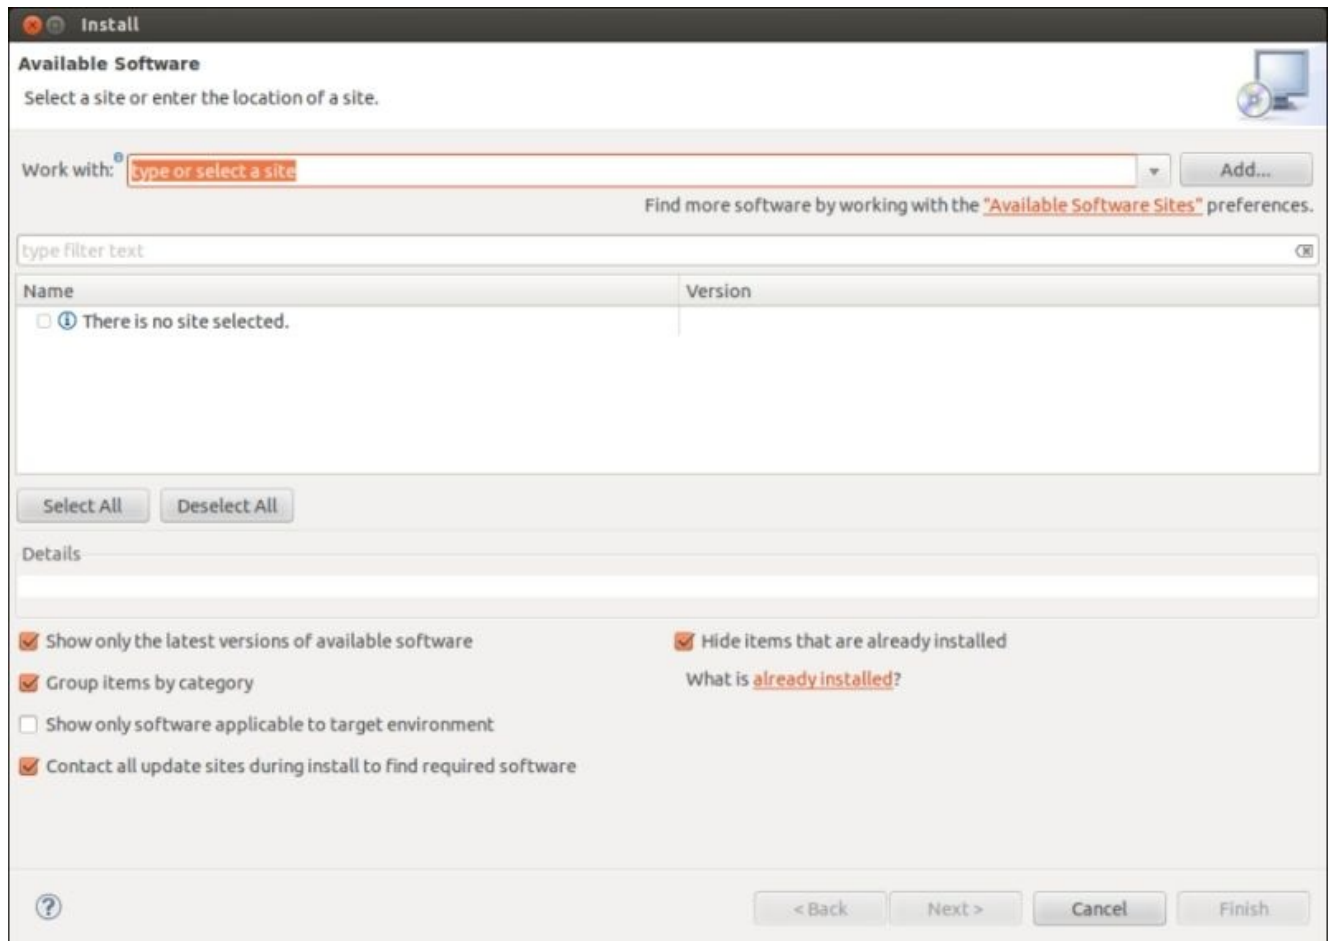 Install
Available Software
Select a site or enter the location of a site.
Work with: type or select a site Add...
Find more software by working with the "Available Software Sites" preferences.
type filter text
Name Version
There is no site selected.
Select All Deselect All
Details
Show only the latest versions of available software Hide items that are already installed
Group items by category What is already installed?
Show only software applicable to target environment
Contact all update sites during install to find required software
< Back Next > Cancel Finish